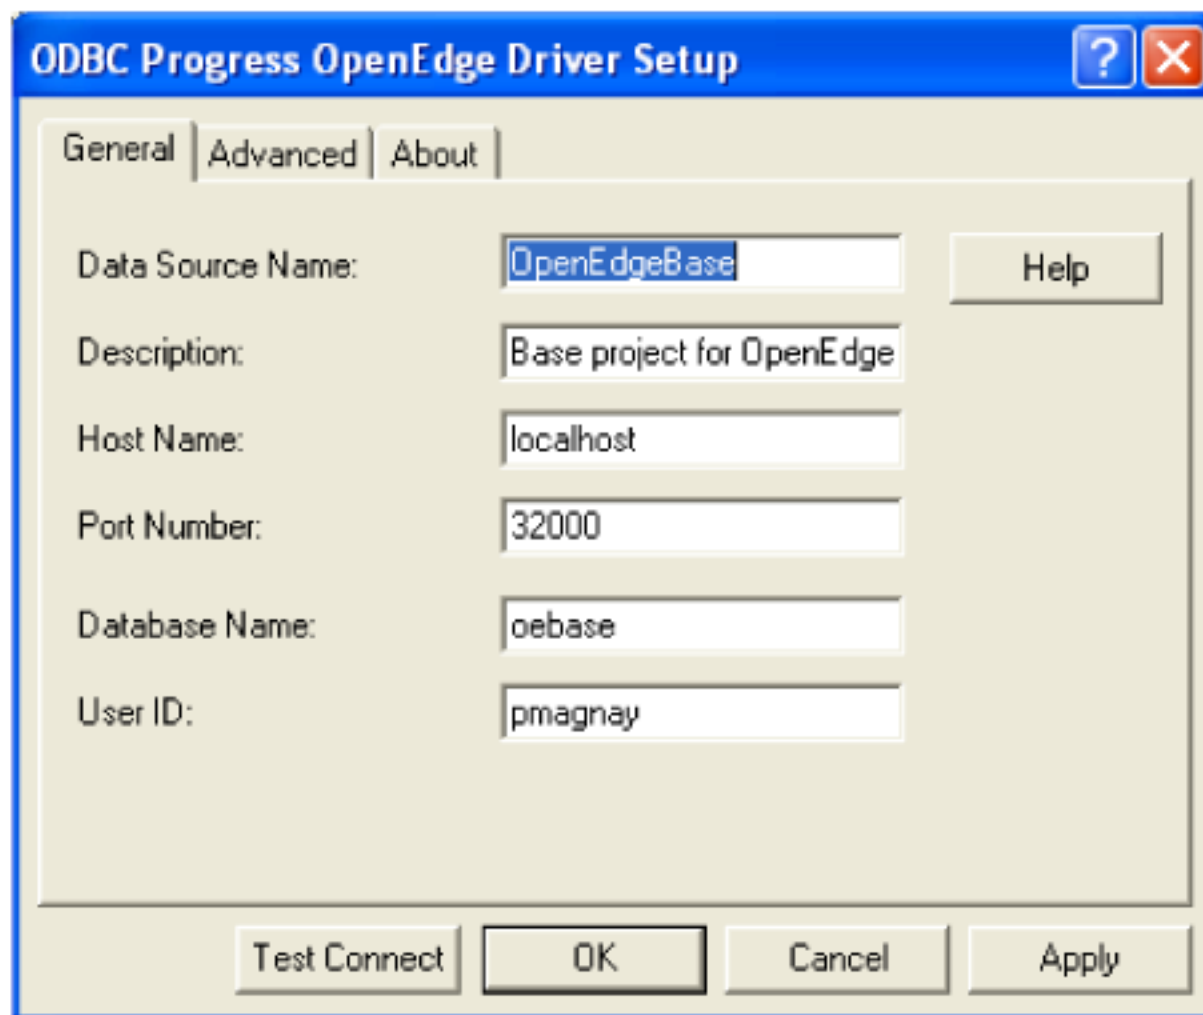 ODBC Progress OpenEdge Driver Setup ?
General Advanced About
Data Source Name: OpenEdgeBase Help
Description: Base project for OpenEdge
Host Name: localhost
Port Number: 32000
Database Name: oebase
User ID: pmagnay
Test Connect OK Cancel Apply